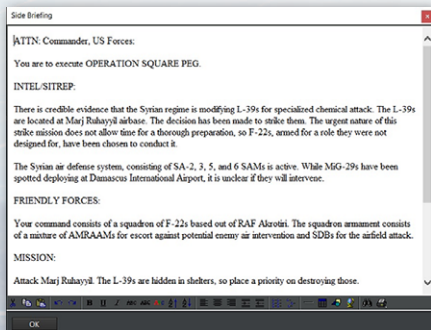 Side Briefing
ATTN: Commander, US Forces:
You are to execute OPERATION SQUARE PEG.
INTEL/SITREP:
There is credible evidence that the Syrian regime is modifying L-39s for specialized chemical attack. The L-39s
are located at Marj Ruhayyil airbase. The decision has been made to strike them. The urgent nature of this
strike mission does not allow time for a thorough preparation, so F-22s, armed for a role they were not
designed for, have been chosen to conduct it.
The Syrian air defense system, consisting of SA-2, 3, 5, and 6 SAMs is active. While MiG-29s have been
spotted deploying at Damascus International Airport, it is unclear if they will intervene.
FRIENDLY FORCES:
Your command consists of a squadron of F-22s based out of RAF Akrotiri. The squadron armament consists
of a mixture of AMRAAMs for escort against potential enemy air intervention and SDBs for the airfield attack.
MISSION:
Attack Marj Ruhayyil. The L-39s are hidden in shelters, so place a priority on destroying those.
B U I
OK